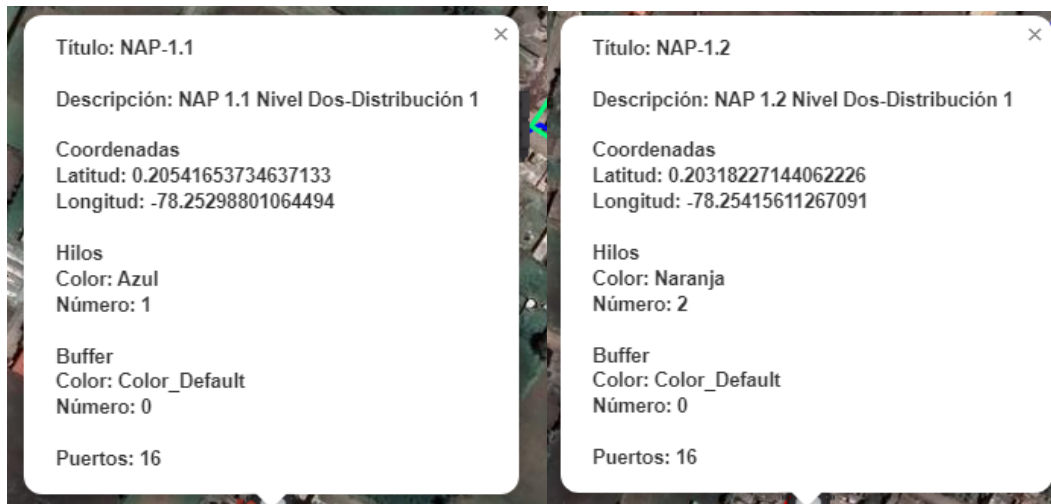 Título: NAP-1.1
Descripción: NAP 1.1 Nivel Dos-Distribución 1
Coordenadas
Latitud: 0.20541653734637133
Longitud: -78.25298801064494
Hilos
Color: Azul
Número: 1
Buffer
Color: Color_Default
Número: 0
Puertos: 16
Título: NAP-1.2
Descripción: NAP 1.2 Nivel Dos-Distribución 1
Coordenadas
Latitud: 0.20318227144062226
Longitud: -78.25415611267091
Hilos
Color: Naranja
Número: 2
Buffer
Color: Color_Default
Número: 0
Puertos: 16